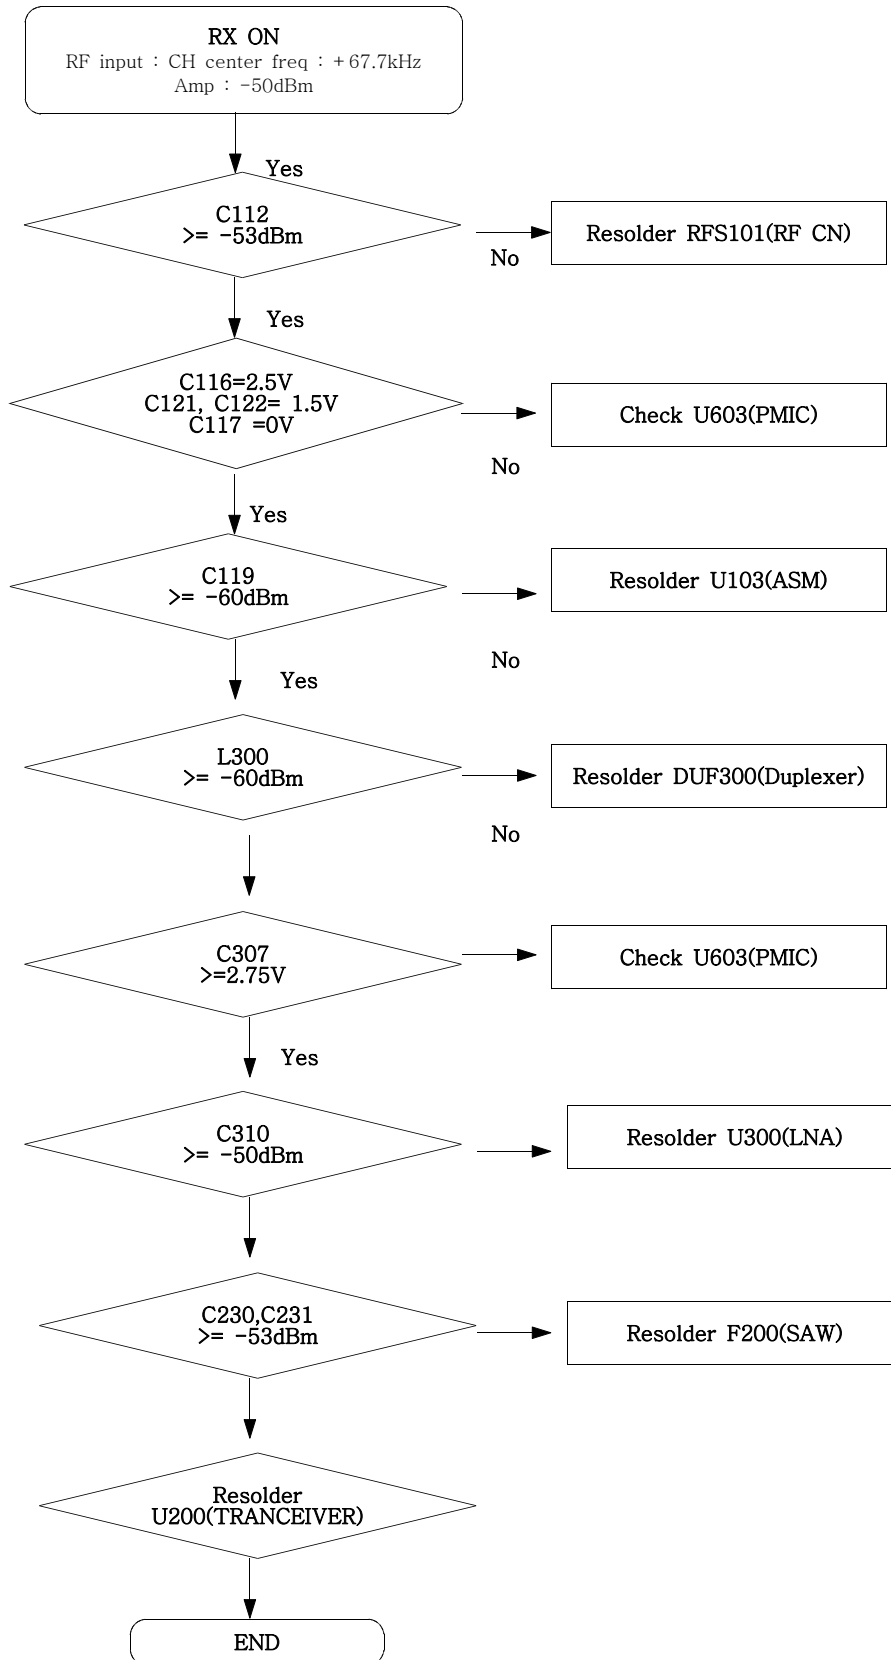 RX ON
RF input : CH center freq : +67.7kHz
Amp : -50dBm
Yes
C112
>= -53dBm
Resolder RFS101(RF CN)
No
Yes
C116=2.5V
C121, C122= 1.5V
C117 =0V
Check U603(PMIC)
No
Yes
C119
>= -60dBm
Resolder U103(ASM)
No
Yes
L300
>= -60dBm
Resolder DUF300(Duplexer)
No
C307
>=2.75V
Check U603(PMIC)
Yes
C310
>= -50dBm
Resolder U300(LNA)
C230,C231
>= -53dBm
Resolder F200(SAW)
Resolder
U200(TRANCEIVER)
END